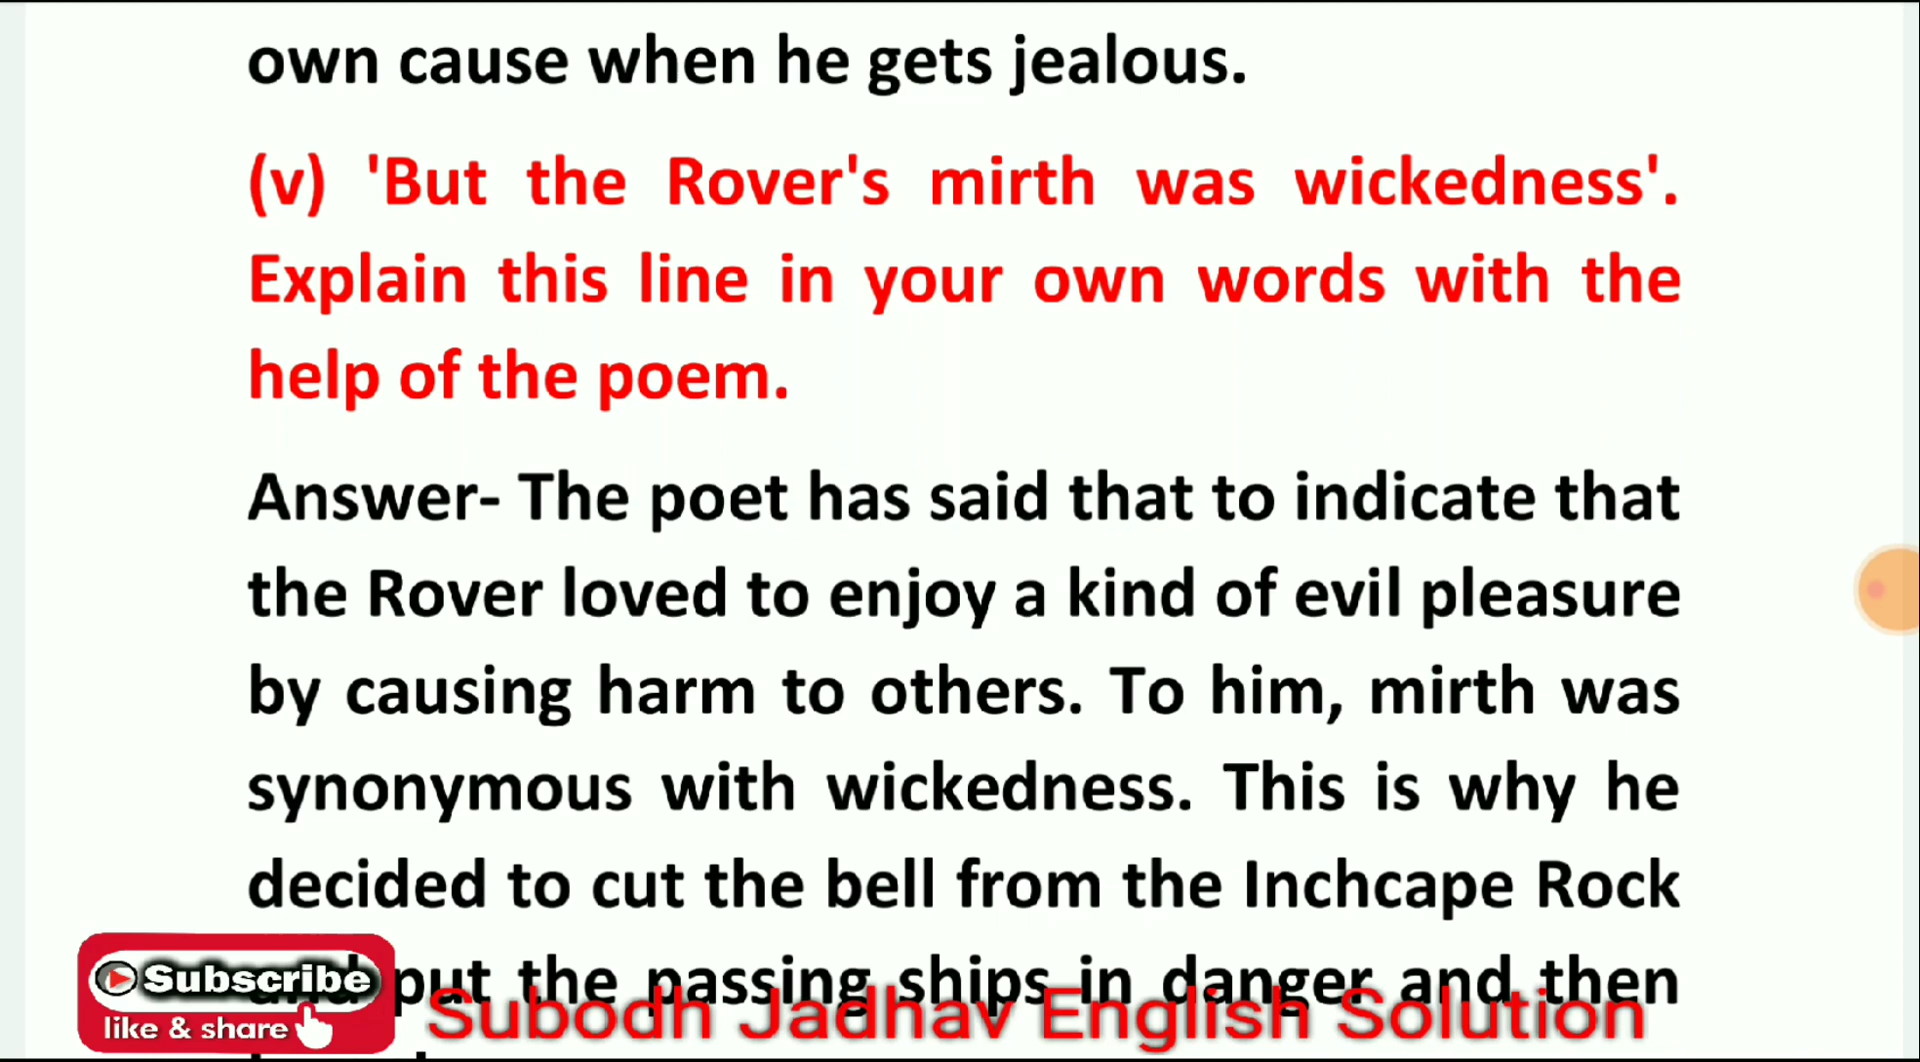 own cause when he gets jealous.
(v) 'But the Rover's mirth was wickedness'.
Explain this line in your own words with the
help of the poem.
Answer- The poet has said that to indicate that
the Rover loved to enjoy a kind of evil pleasure
by causing harm to others. To him, mirth was
synonymous with wickedness. This is why he
decided to cut the bell from the Inchcape Rock
and put the passing ships in danger and then
Subscribe
like & share
Subodh Jadhav English Solution